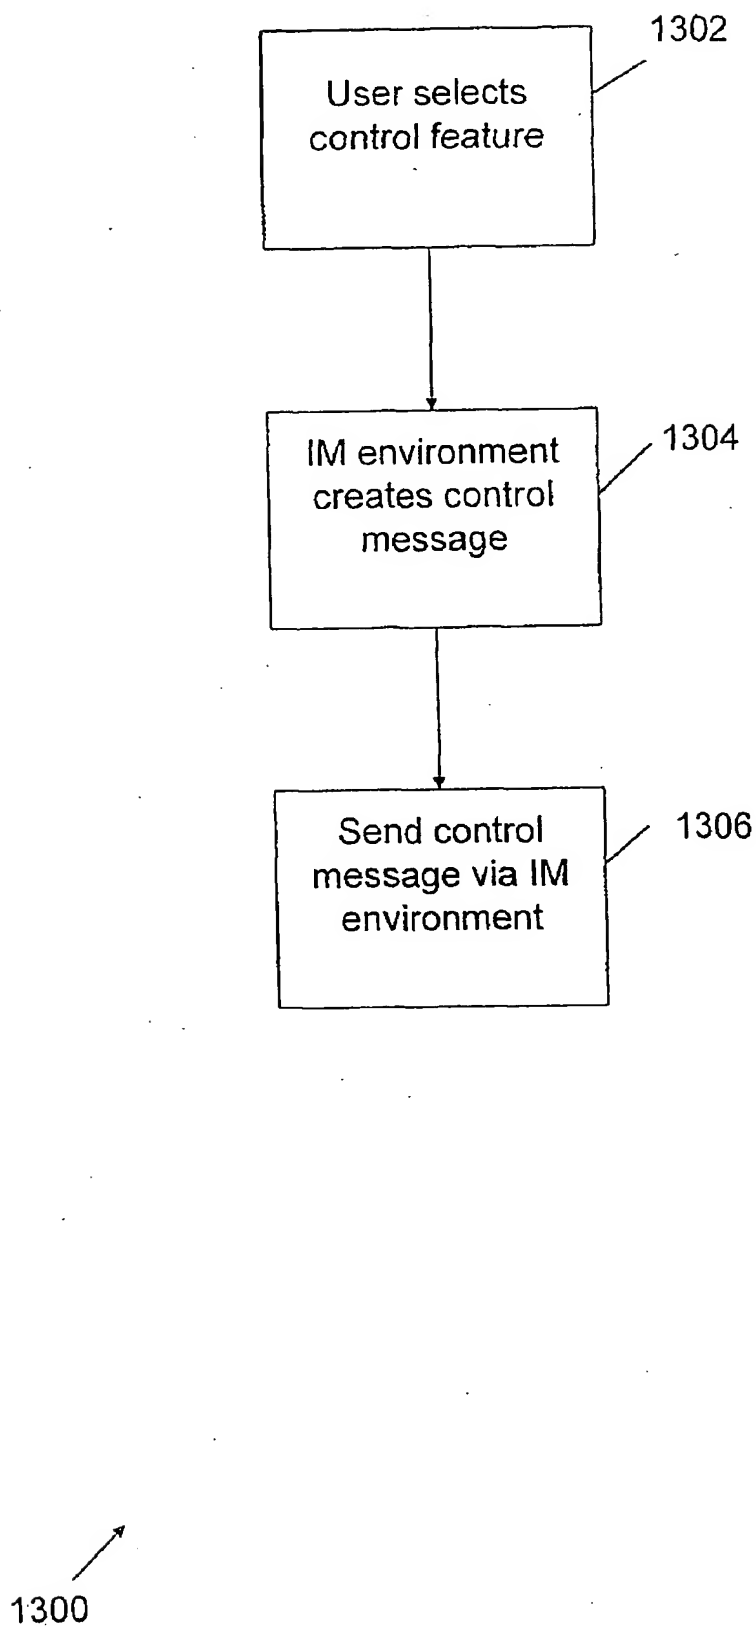 1302
User selects
control feature
1304
IM environment
creates control
message
1306
Send control
message via IM
environment
1300